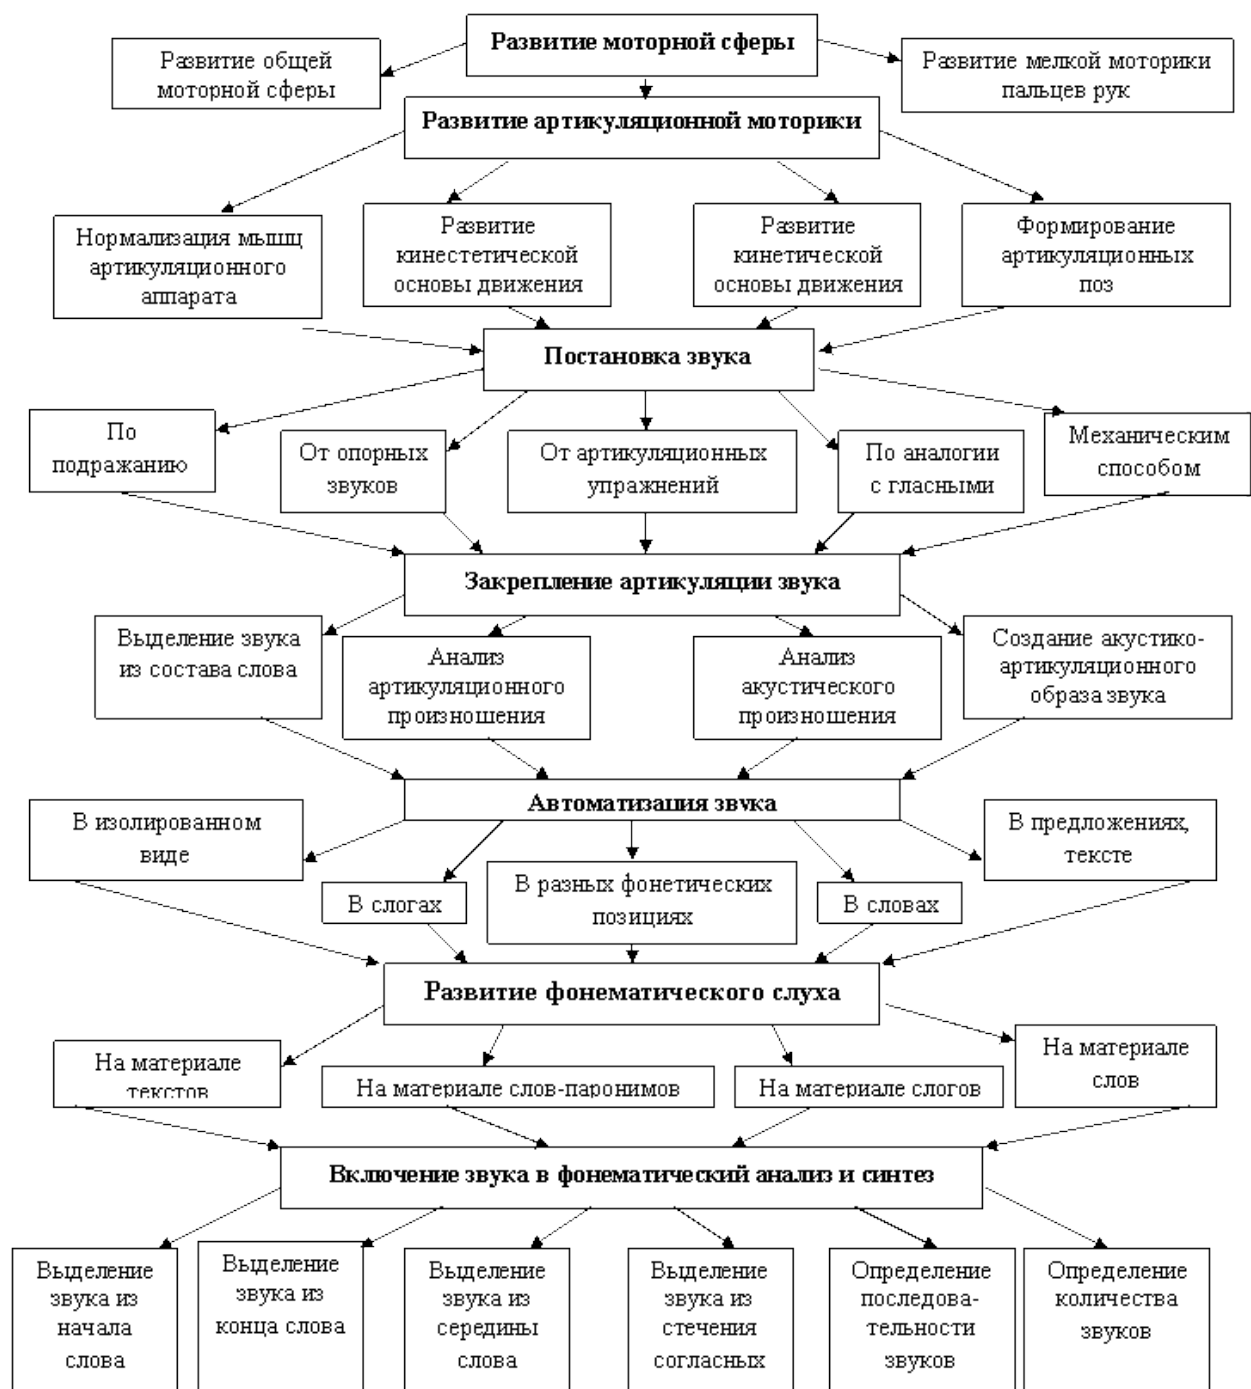 Развитие моторной сферы
Развитие общей
моторной сферы
Развитие мелкой моторики
пальцев рук
Развитие артикуляционной моторики
Нормализация мышц
артикуляционного
аппарата
Развитие
кинестетической
основы движения
Развитие
кинетической
основы движения
Формирование
артикуляционных
поз
Постановка звука
По
подражанию
От опорных
звуков
От артикуляционных
упражнений
По аналогии
с гласными
Механическим
способом
Закрепление артикуляции звука
Выделение звука
из состава слова
Анализ
артикуляционного
произношения
Анализ
акустического
произношения
Создание акустико-
артикуляционного
образа звука
Автоматизация звука
В изолированном
виде
В слогах
В разных фонетических
позициях
В словах
В предложениях,
тексте
Развитие фонематического слуха
На материале
текстов
На материале слов-паронимов
На материале слогов
На материале
слов
Включение звука в фонематический анализ и синтез
Выделение
звука из
начала
слова
Выделение
звука из
конца слова
Выделение
звука из
середины
слова
Выделение
звука из
стечения
согласных
Определение
последова-
тельности
звуков
Определение
количества
звуков